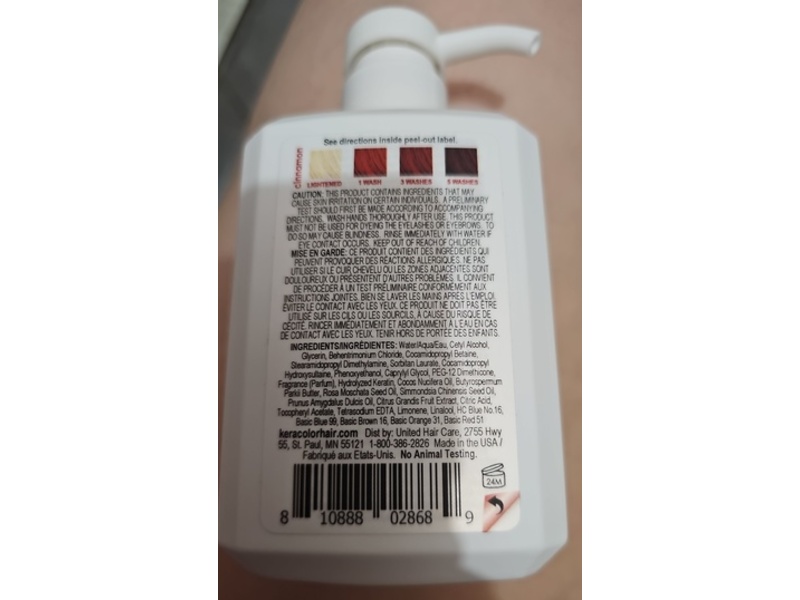 See directions inside peel-out label.
cinnamon
LIGHTENED 1 WASH 3 WASHES 5 WASHES
CAUTION: THIS PRODUCT CONTAINS INGREDIENTS THAT MAY
CAUSE SKIN IRRITATION ON CERTAIN INDIVIDUALS. A PRELIMINARY
TEST SHOULD FIRST BE MADE ACCORDING TO ACCOMPANYING
DIRECTIONS. WASH HANDS THOROUGHLY AFTER USE. THIS PRODUCT
MUST NOT BE USED FOR DYEING THE EYELASHES OR EYEBROWS. TO
DO SO MAY CAUSE BLINDNESS. RINSE IMMEDIATELY WITH WATER IF
EYE CONTACT OCCURS. KEEP OUT OF REACH OF CHILDREN.
MISE EN GARDE: CE PRODUIT CONTIENT DES INGRÉDIENTS QUI
PEUVENT PROVOQUER DES RÉACTIONS ALLERGIQUES. NE PAS
UTILISER SI LE CUIR CHEVELU OU LES ZONES ADJACENTES SONT
DOULOUREUX OU PRÉSENTENT D'AUTRES PROBLÈMES. IL CONVIENT
DE PROCÉDER À UN TEST PRÉLIMINAIRE CONFORMÉMENT AUX
INSTRUCTIONS JOINTES. BIEN SE LAVER LES MAINS APRÈS L'EMPLOI.
ÉVITER LE CONTACT AVEC LES YEUX. CE PRODUIT NE DOIT PAS ÊTRE
UTILISÉ SUR LES CILS OU LES SOURCILS, À CAUSE DU RISQUE DE
CÉCITÉ. RINCER IMMÉDIATEMENT ET ABONDAMMENT À L'EAU EN CAS
DE CONTACT AVEC LES YEUX. TENIR HORS DE PORTÉE DES ENFANTS.
INGREDIENTS/INGRÉDIENTES: Water/Aqua/Eau, Cetyl Alcohol,
Glycerin, Behentrimonium Chloride, Cocamidopropyl Betaine,
Stearamidopropyl Dimethylamine, Sorbitan Laurate, Cocamidopropyl
Hydroxysultaine, Phenoxyethanol, Caprylyl Glycol, PEG-12 Dimethicone,
Fragrance (Parfum), Hydrolyzed Keratin, Cocos Nucifera Oil, Butyrospermum
Parkii Butter, Rosa Moschata Seed Oil, Simmondsia Chinensis Seed Oil,
Prunus Amygdalus Dulcis Oil, Citrus Grandis Fruit Extract, Citric Acid,
Tocopheryl Acetate, Tetrasodium EDTA, Limonene, Linalool, HC Blue No.16,
Basic Blue 99, Basic Brown 16, Basic Orange 31, Basic Red 51
keracolorhair.com Dist by: United Hair Care, 2755 Hwy
55, St. Paul, MN 55121 1-800-386-2826 Made in the USA /
Fabriqué aux Etats-Unis. No Animal Testing.
24M
8 10888 02868 9